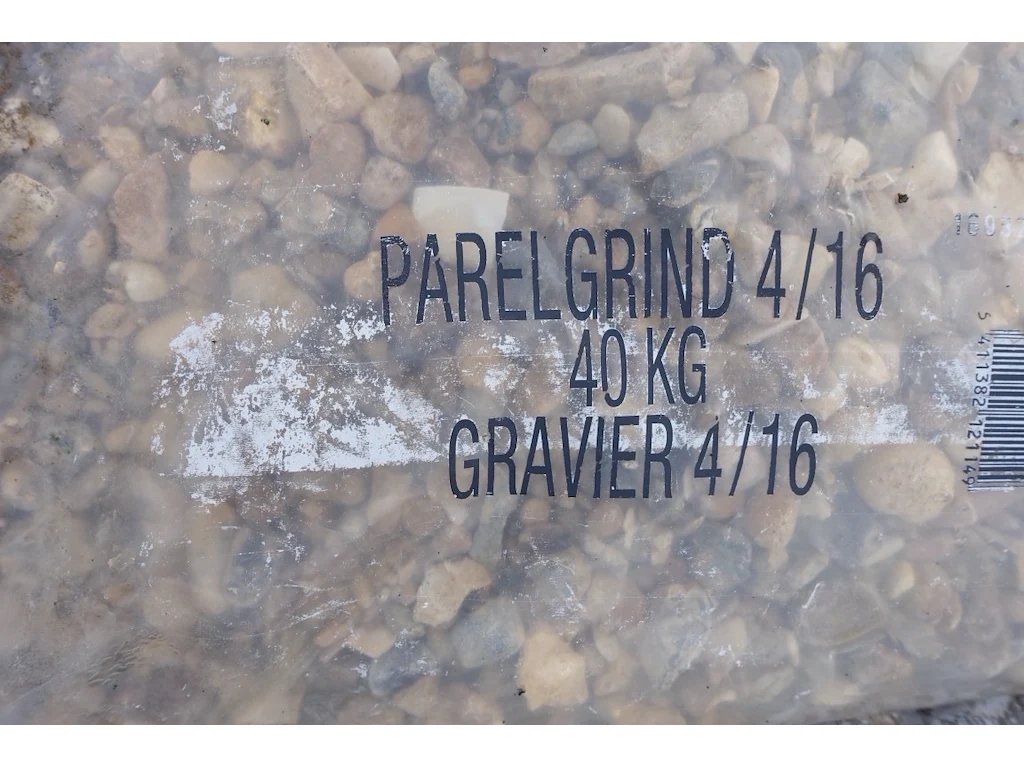 PARELGRIND 4/16
40 KG
GRAVIER 4/16
5 411382 121149